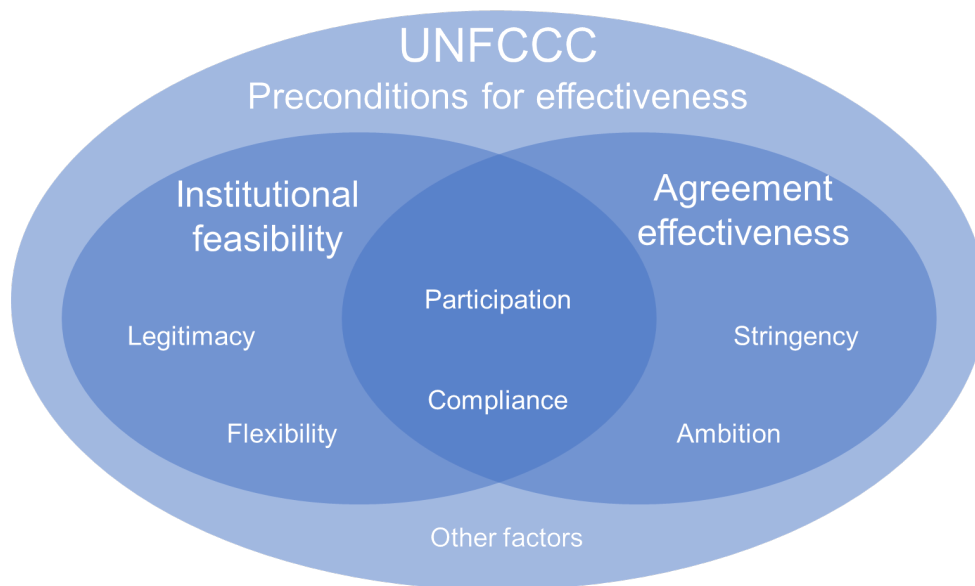 UNFCCC
Preconditions for effectiveness
Institutional
feasibility
Agreement
effectiveness
Participation
Legitimacy
Stringency
Compliance
Flexibility
Ambition
Other factors